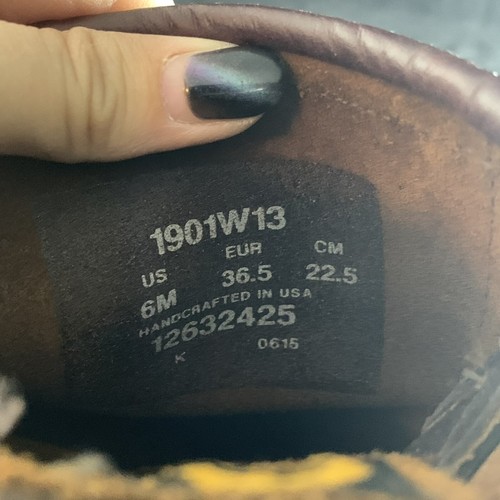 1901W13
US EUR CM
6M 36.5 22.5
HANDCRAFTED IN USA
12632425
K 0615